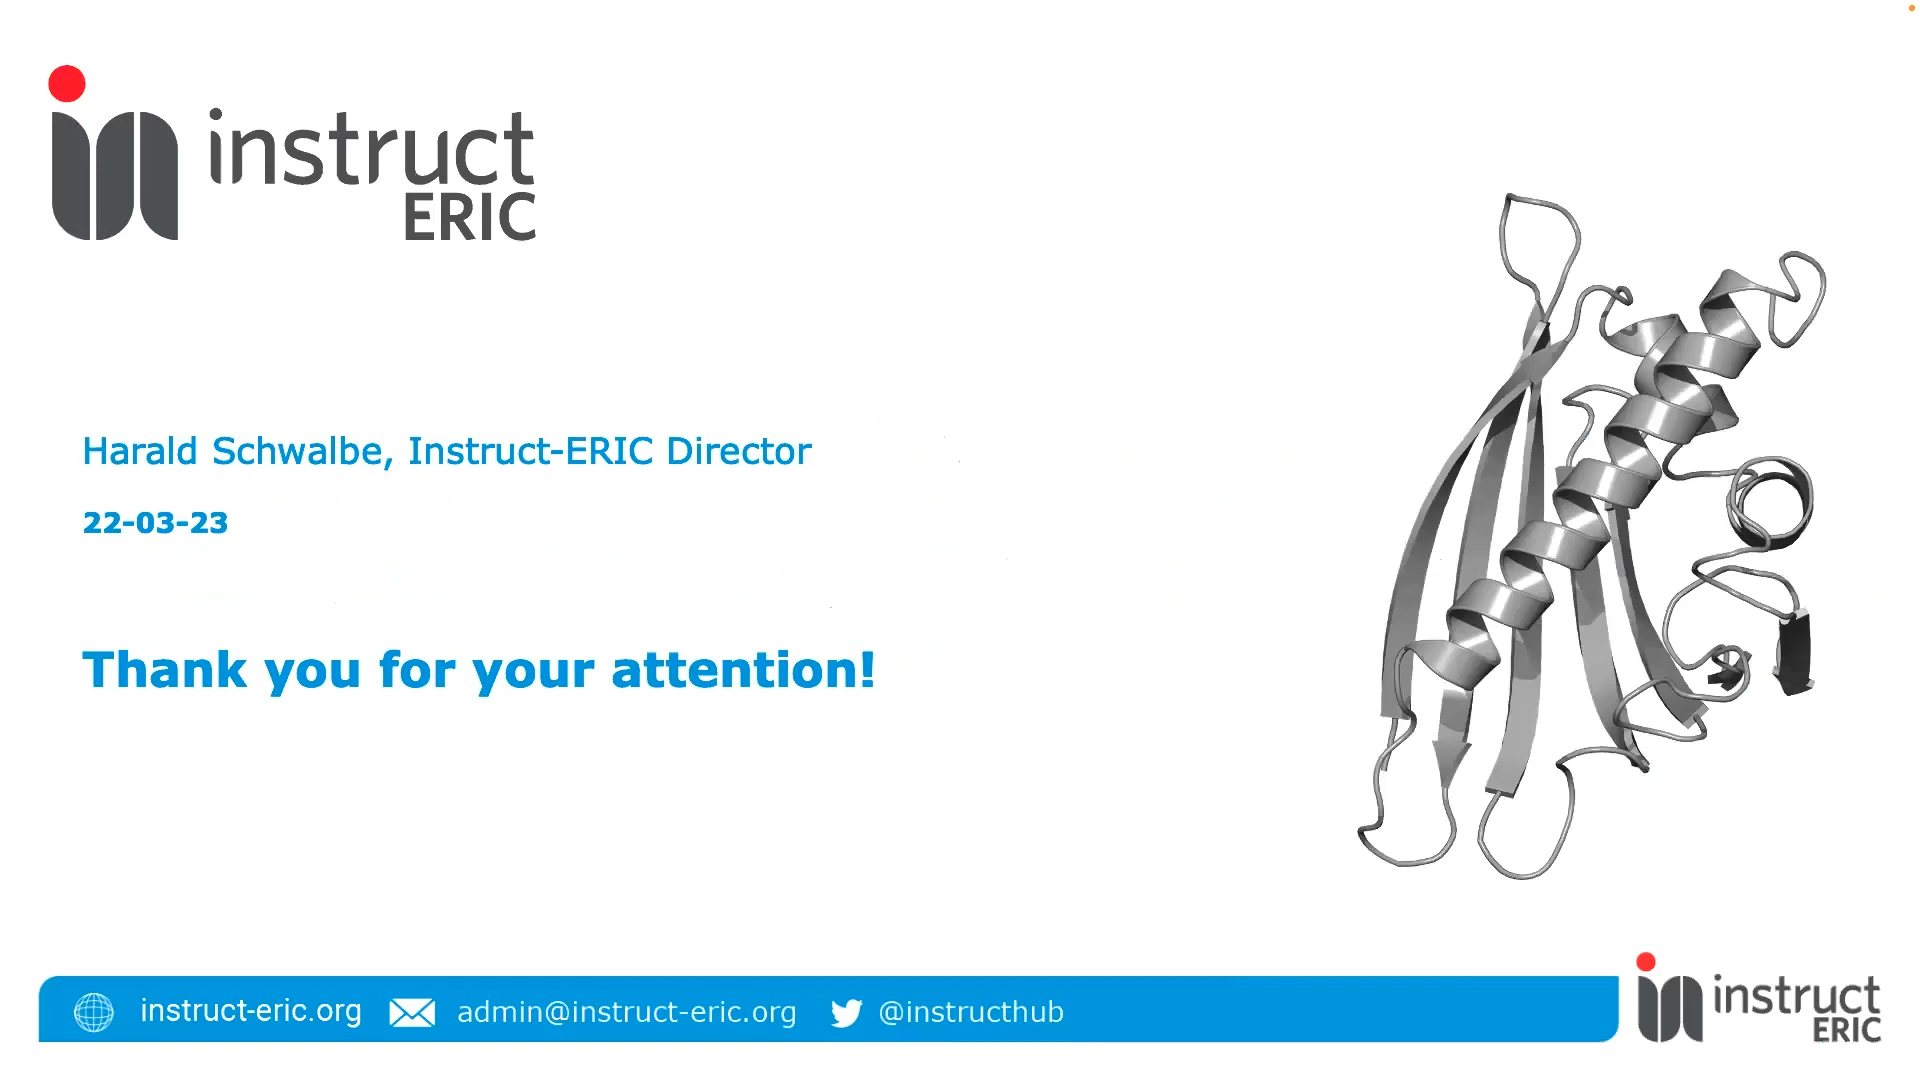 instruct
ERIC
Harald Schwalbe, Instruct-ERIC Director
22-03-23
Thank you for your attention!
instruct-eric.org admin@instruct-eric.org @instructhub
instruct
ERIC